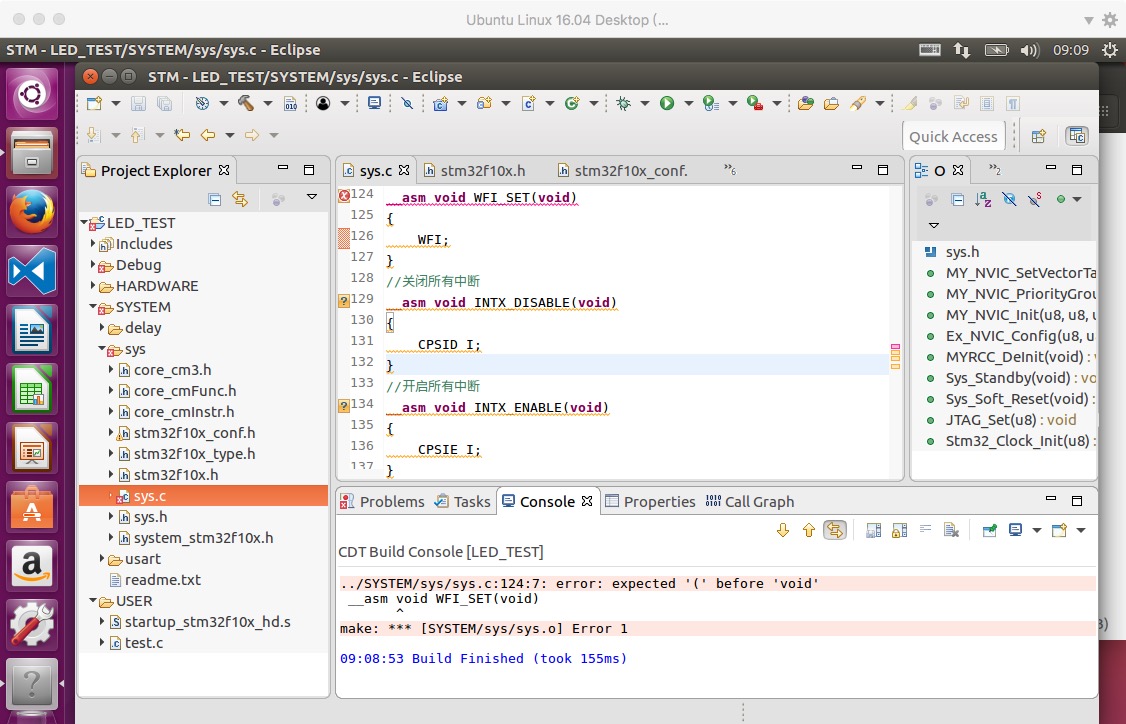 Ubuntu Linux 16.04 Desktop (...
STM - LED_TEST/SYSTEM/sys/sys.c - Eclipse
09:09
STM - LED_TEST/SYSTEM/sys/sys.c - Eclipse
010
Quick Access
Project Explorer
LED_TEST
Includes
Debug
HARDWARE
SYSTEM
delay
sys
core_cm3.h
core_cmFunc.h
core_cmInstr.h
stm32f10x_conf.h
stm32f10x_type.h
stm32f10x.h
sys.c
sys.h
system_stm32f10x.h
usart
readme.txt
USER
startup_stm32f10x_hd.s
test.c
sys.c
stm32f10x.h
stm32f10x_conf.
»6
124 __asm void WFI_SET(void)
125 {
126 WFI;
127 }
128 //关闭所有中断
129 __asm void INTX_DISABLE(void)
130 {
131 CPSID I;
132 }
133 //开启所有中断
134 __asm void INTX_ENABLE(void)
135 {
136 CPSIE I;
137 }
O
»2
sys.h
MY_NVIC_SetVectorTa
MY_NVIC_PriorityGrou
MY_NVIC_Init(u8, u8, u
Ex_NVIC_Config(u8, u
MYRCC_DeInit(void) : v
Sys_Standby(void) : vo
Sys_Soft_Reset(void) :
JTAG_Set(u8) : void
Stm32_Clock_Init(u8) :
Problems
Tasks
Console
Properties
Call Graph
CDT Build Console [LED_TEST]
../SYSTEM/sys/sys.c:124:7: error: expected '(' before 'void'
__asm void WFI_SET(void)
^
make: *** [SYSTEM/sys/sys.o] Error 1
09:08:53 Build Finished (took 155ms)